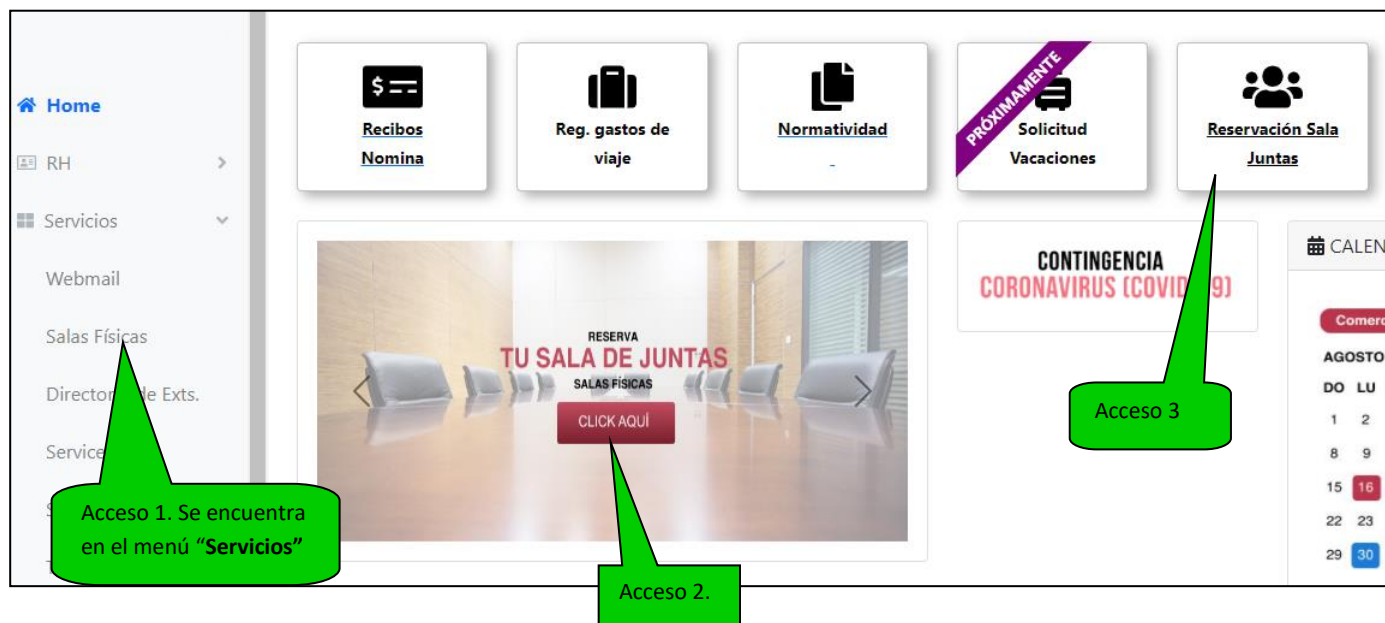 Home
RH
Servicios
Webmail
Salas Físicas
de Exts.
Acceso 1. Se encuentra
en el menú “Servicios”
Recibos
Nomina
Reg. gastos de
viaje
Normatividad
PRÓXIMAMENTE
Solicitud
Vacaciones
Reservación Sala
Juntas
RESERVA
TU SALA DE JUNTAS
SALAS FÍSICAS
CLICK AQUÍ
Acceso 2.
CONTINGENCIA
CORONAVIRUS (COVID 9)
Acceso 3
CALEN
Comerc
AGOSTO
DO LU
1 2
8 9
15 16
22 23
29 30